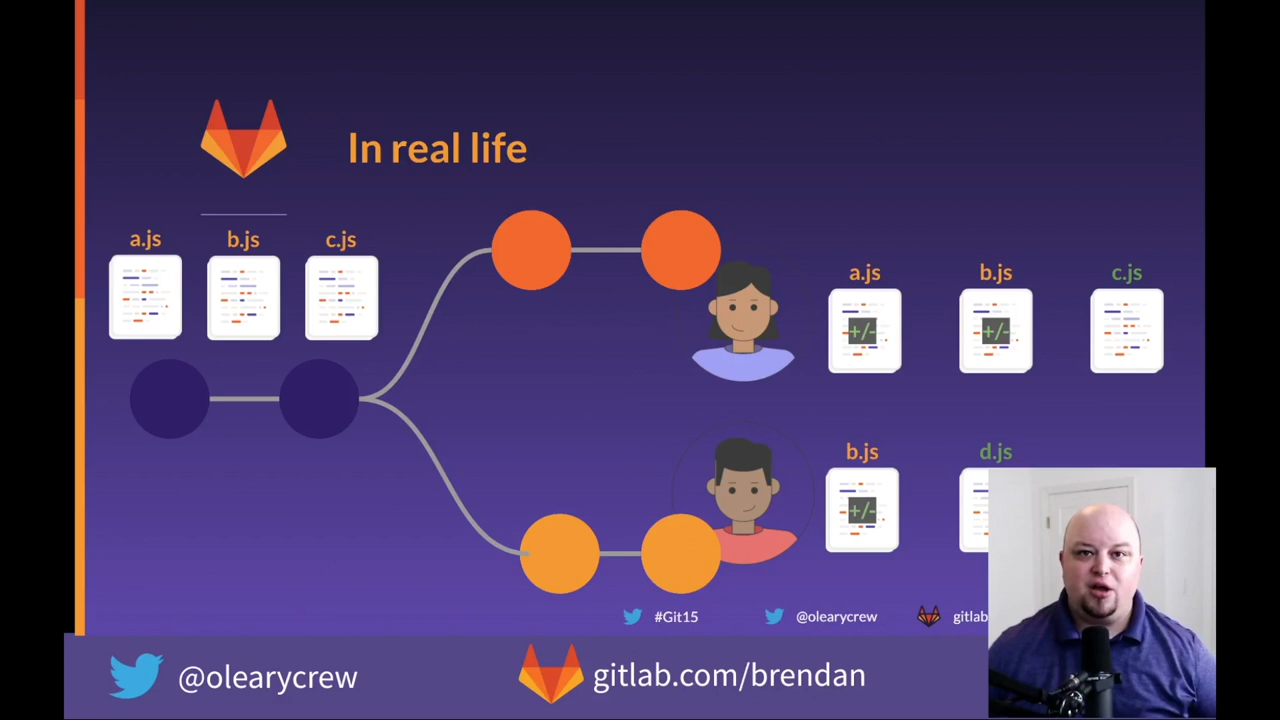 In real life
a.js
b.js
c.js
a.js
b.js
c.js
+/-
+/-
b.js
d.js
+/-
#Git15
@olearycrew
gitlab
@olearycrew
gitlab.com/brendan